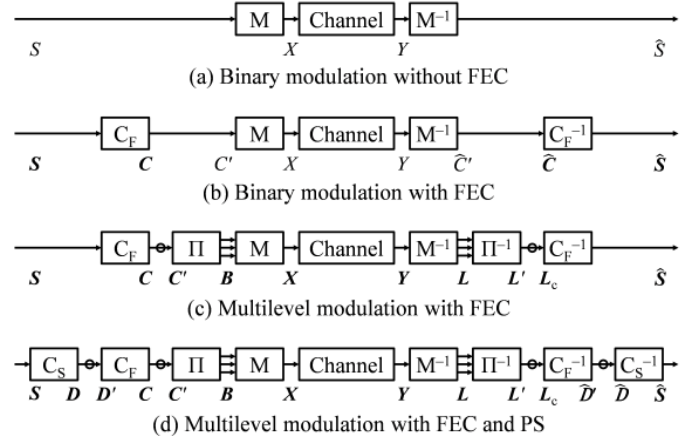 M Channel M⁻¹
S X Y Ŝ
(a) Binary modulation without FEC
C_F M Channel M⁻¹ C_F⁻¹
S C C′ X Y Ĉ′ Ĉ Ŝ
(b) Binary modulation with FEC
C_F Π M Channel M⁻¹ Π⁻¹ C_F⁻¹
S C C′ B X Y L L′ L_c Ŝ
(c) Multilevel modulation with FEC
C_S C_F Π M Channel M⁻¹ Π⁻¹ C_F⁻¹ C_S⁻¹
S D D′ C C′ B X Y L L′ L_c D̂′ D̂ Ŝ
(d) Multilevel modulation with FEC and PS